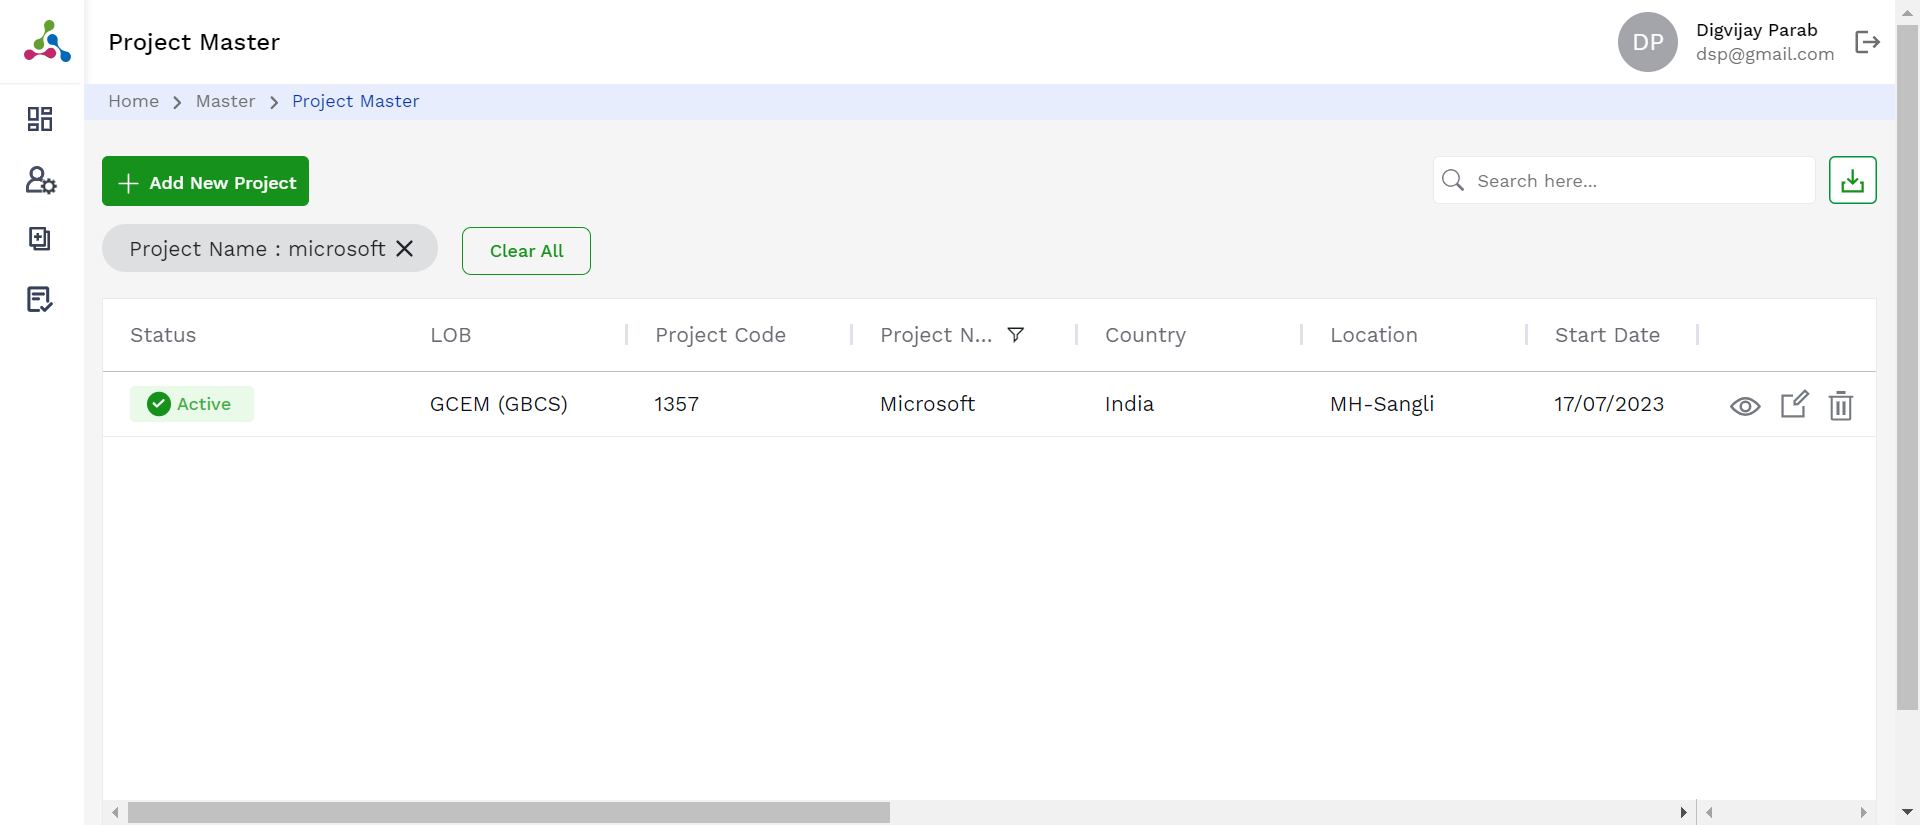 Project Master
DP
Digvijay Parab
dsp@gmail.com
Home > Master > Project Master
Add New Project
Search here...
Project Name : microsoft
Clear All
Status LOB Project Code Project N... Country Location Start Date
Active GCEM (GBCS) 1357 Microsoft India MH-Sangli 17/07/2023